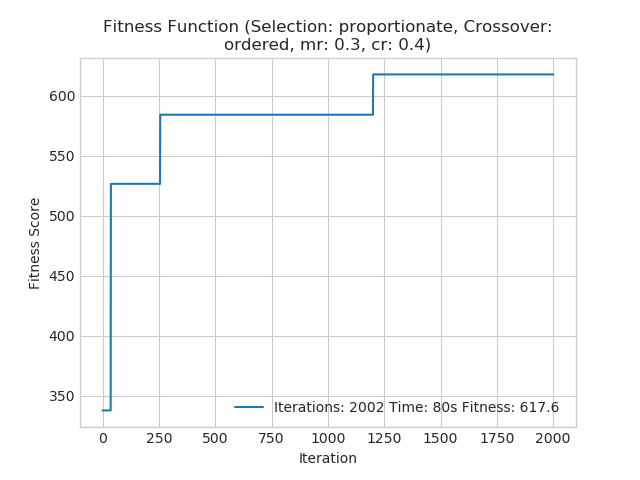 Fitness Function (Selection: proportionate, Crossover:
ordered, mr: 0.3, cr: 0.4)
600
550
500
450
400
350
Fitness Score
Iterations: 2002 Time: 80s Fitness: 617.6
0 250 500 750 1000 1250 1500 1750 2000
Iteration